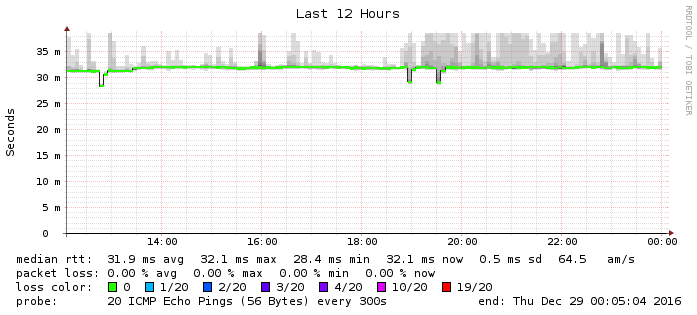 Last 12 Hours
RRDTOOL / TOBI OETIKER
Seconds
35 m
30 m
25 m
20 m
15 m
10 m
5 m
0
14:00 16:00 18:00 20:00 22:00 00:00
median rtt: 31.9 ms avg 32.1 ms max 28.4 ms min 32.1 ms now 0.5 ms sd 64.5 am/s
packet loss: 0.00 % avg 0.00 % max 0.00 % min 0.00 % now
loss color: 0 1/20 2/20 3/20 4/20 10/20 19/20
probe: 20 ICMP Echo Pings (56 Bytes) every 300s end: Thu Dec 29 00:05:04 2016